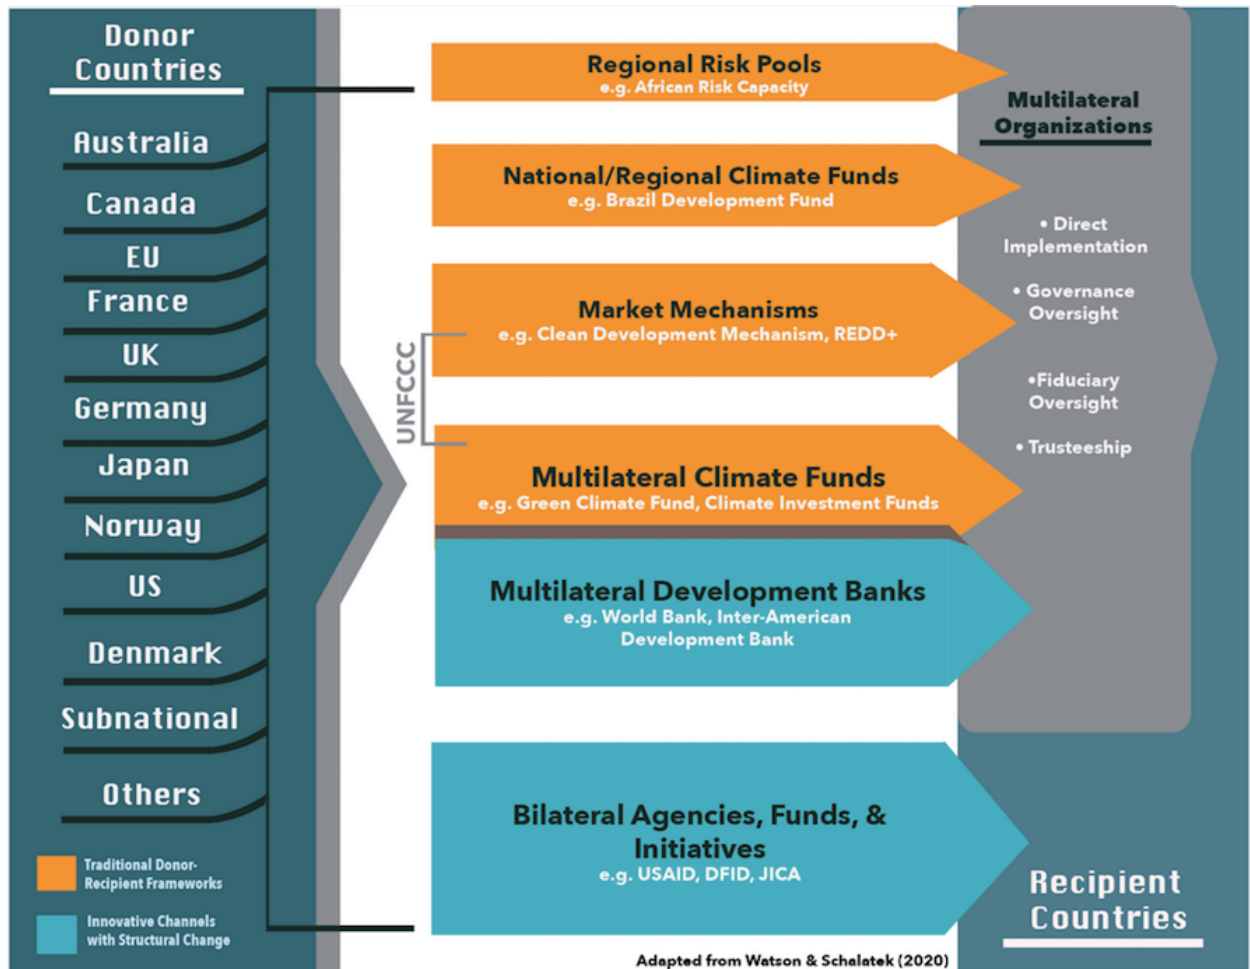 Donor
Countries
Australia
Canada
EU
France
UK
Germany
Japan
Norway
US
Denmark
Subnational
Others
Traditional Donor-
Recipient Frameworks
Innovative Channels
with Structural Change
Regional Risk Pools
e.g. African Risk Capacity
National/Regional Climate Funds
e.g. Brazil Development Fund
Market Mechanisms
e.g. Clean Development Mechanism, REDD+
UNFCCC
Multilateral Climate Funds
e.g. Green Climate Fund, Climate Investment Funds
Multilateral Development Banks
e.g. World Bank, Inter-American
Development Bank
Bilateral Agencies, Funds, &
Initiatives
e.g. USAID, DFID, JICA
Adapted from Watson & Schalatek (2020)
Multilateral
Organizations
• Direct
Implementation
• Governance
Oversight
•Fiduciary
Oversight
• Trusteeship
Recipient
Countries